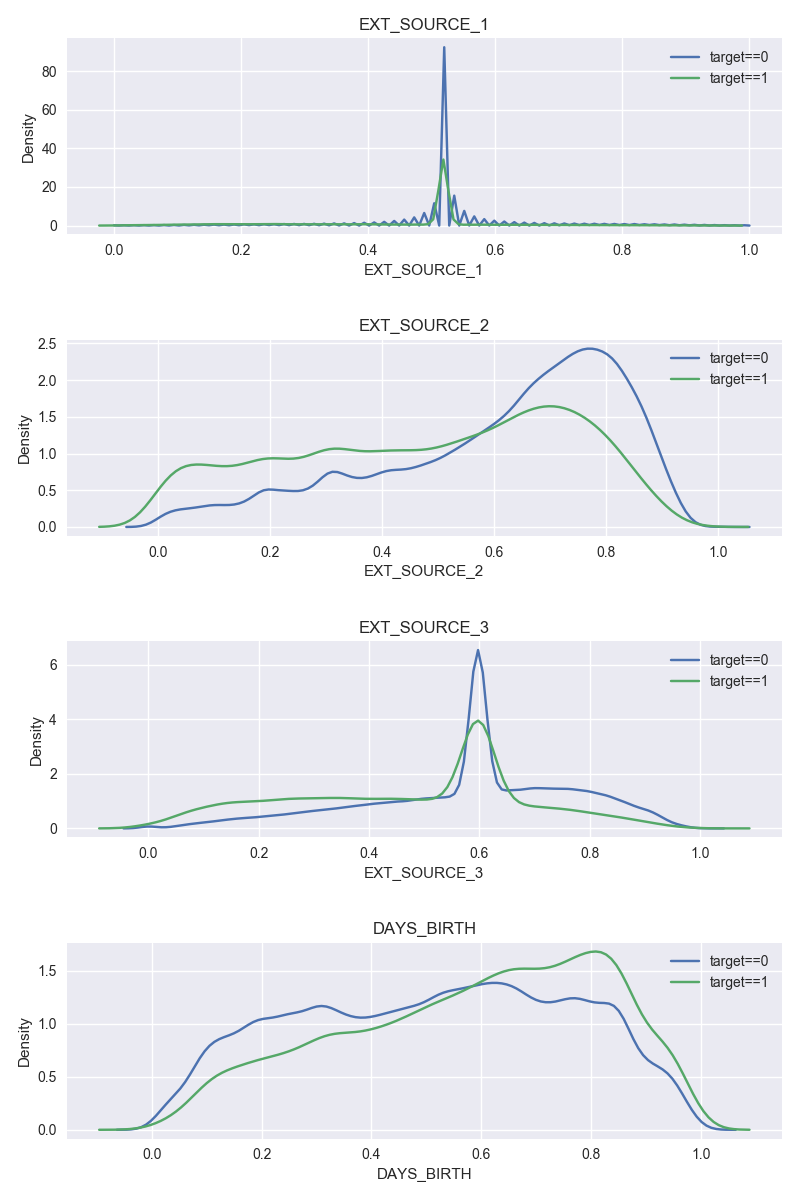 EXT_SOURCE_1
80
60
40
20
0
Density
target==0
target==1
0.0 0.2 0.4 0.6 0.8 1.0
EXT_SOURCE_1
EXT_SOURCE_2
2.5
2.0
1.5
1.0
0.5
0.0
Density
target==0
target==1
0.0 0.2 0.4 0.6 0.8 1.0
EXT_SOURCE_2
EXT_SOURCE_3
6
4
2
0
Density
target==0
target==1
0.0 0.2 0.4 0.6 0.8 1.0
EXT_SOURCE_3
DAYS_BIRTH
1.5
1.0
0.5
0.0
Density
target==0
target==1
0.0 0.2 0.4 0.6 0.8 1.0
DAYS_BIRTH